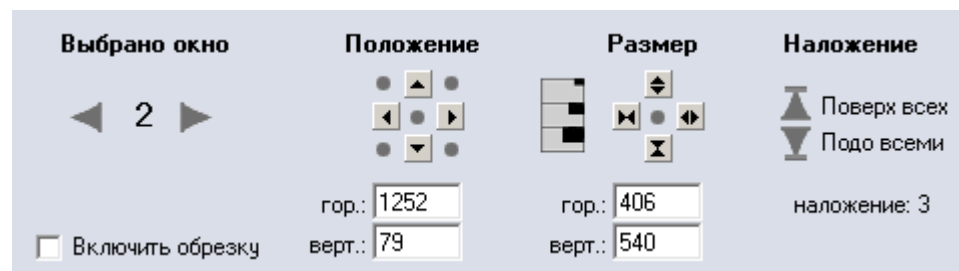 Выбрано окно
Положение
Размер
Наложение
2
Поверх всех
Подо всеми
гор.: 1252
гор.: 406
наложение: 3
Включить обрезку
верт.: 79
верт.: 540